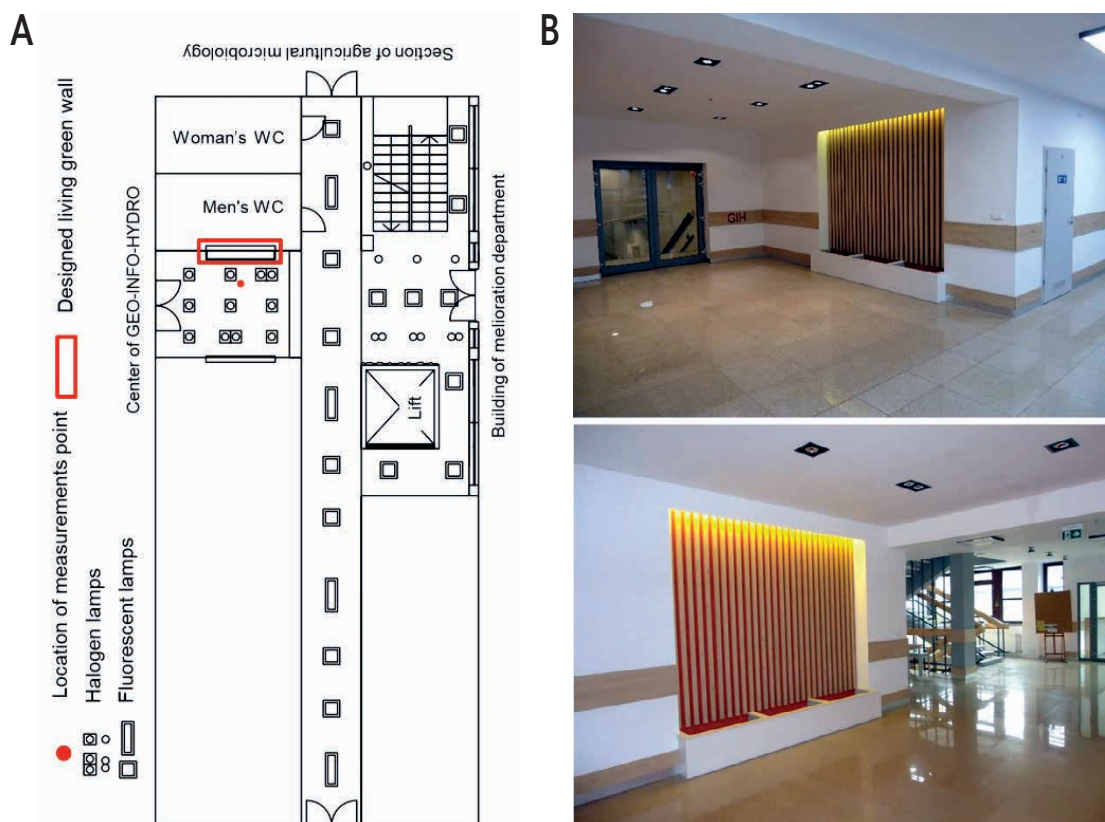 A
B
Section of agricultural microbiology
Woman's WC
Men's WC
Center of GEO-INFO-HYDRO
Lift
Building of melioration department
Designed living green wall
Location of measurements point
Halogen lamps
Fluorescent lamps
GIH